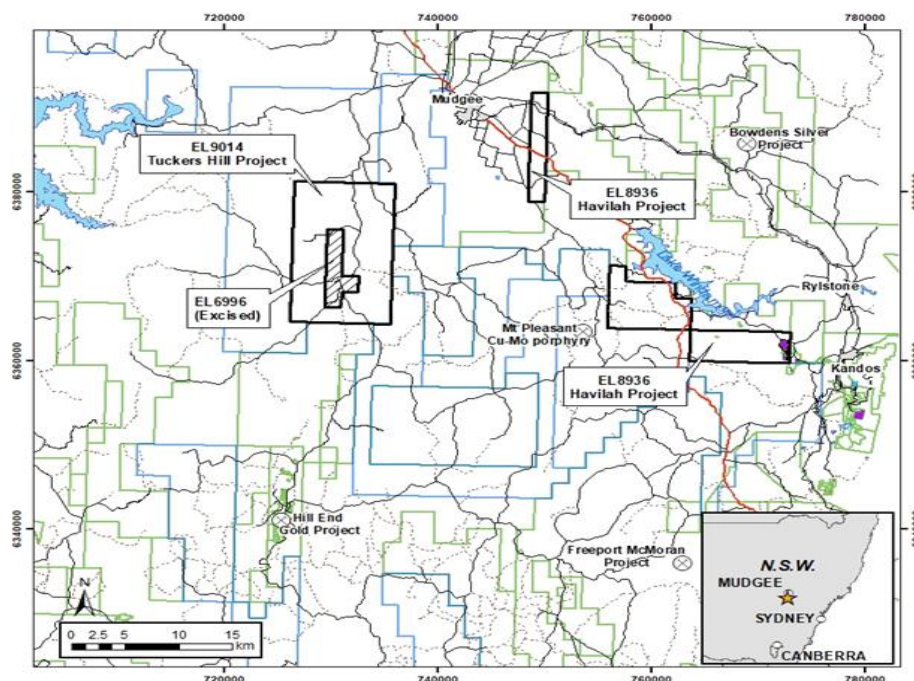 720000 740000 760000 780000
Mudgee
EL9014
Tuckers Hill Project
Bowdens Silver
Project
6380000
EL8936
Havilah Project
EL6996
(Excised)
Rylstone
Mt Pleasant
Cu-Mo porphyry
6360000
Kandos
EL8936
Havilah Project
Hill End
Gold Project
6340000
Freeport McMoran
Project
N
0 2.5 5 10 15
km
N.S.W.
MUDGEE
SYDNEY
CANBERRA
720000 740000 760000 780000